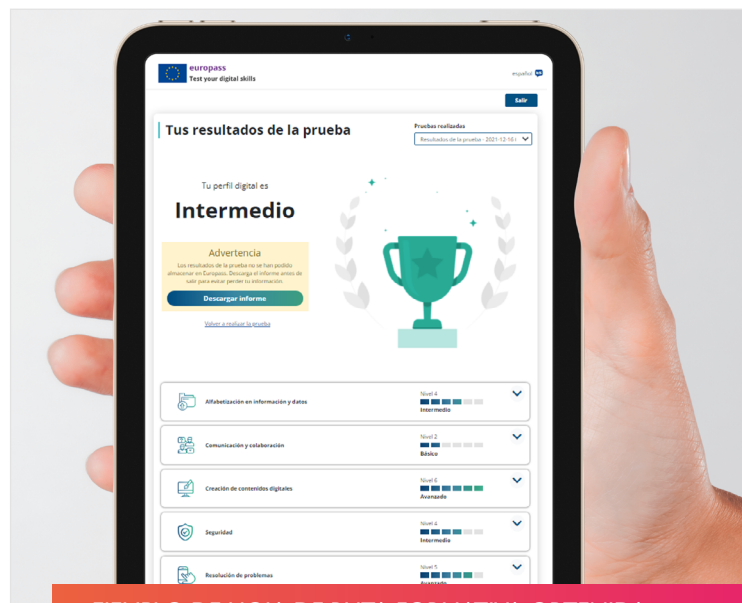 europass
Test your digital skills
español
Salir
Tus resultados de la prueba
Pruebas realizadas
Resultados de la prueba - 2021-12-16
Tu perfil digital es
Intermedio
Advertencia
Los resultados de la prueba no se han podido
almacenar en Europass. Descarga el informe antes de
salir para evitar perder tu información.
Descargar informe
Volver a realizar la prueba
Alfabetización en información y datos
Nivel 4
Intermedio
Comunicación y colaboración
Nivel 2
Básico
Creación de contenidos digitales
Nivel 6
Avanzado
Seguridad
Nivel 4
Intermedio
Resolución de problemas
Nivel 5
Avanzado